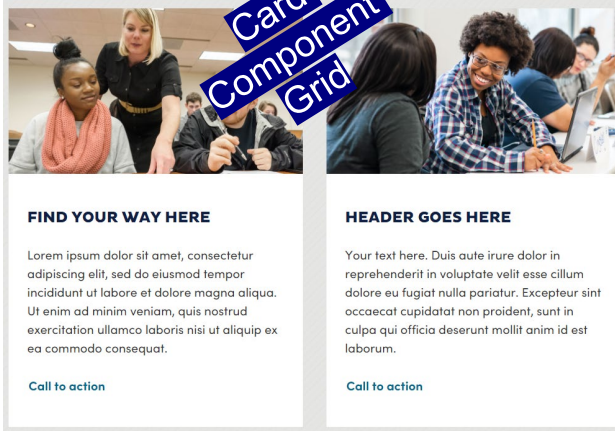 Card
Component
Grid
FIND YOUR WAY HERE
Lorem ipsum dolor sit amet, consectetur
adipiscing elit, sed do eiusmod tempor
incididunt ut labore et dolore magna aliqua.
Ut enim ad minim veniam, quis nostrud
exercitation ullamco laboris nisi ut aliquip ex
ea commodo consequat.
Call to action
HEADER GOES HERE
Your text here. Duis aute irure dolor in
reprehenderit in voluptate velit esse cillum
dolore eu fugiat nulla pariatur. Excepteur sint
occaecat cupidatat non proident, sunt in
culpa qui officia deserunt mollit anim id est
laborum.
Call to action